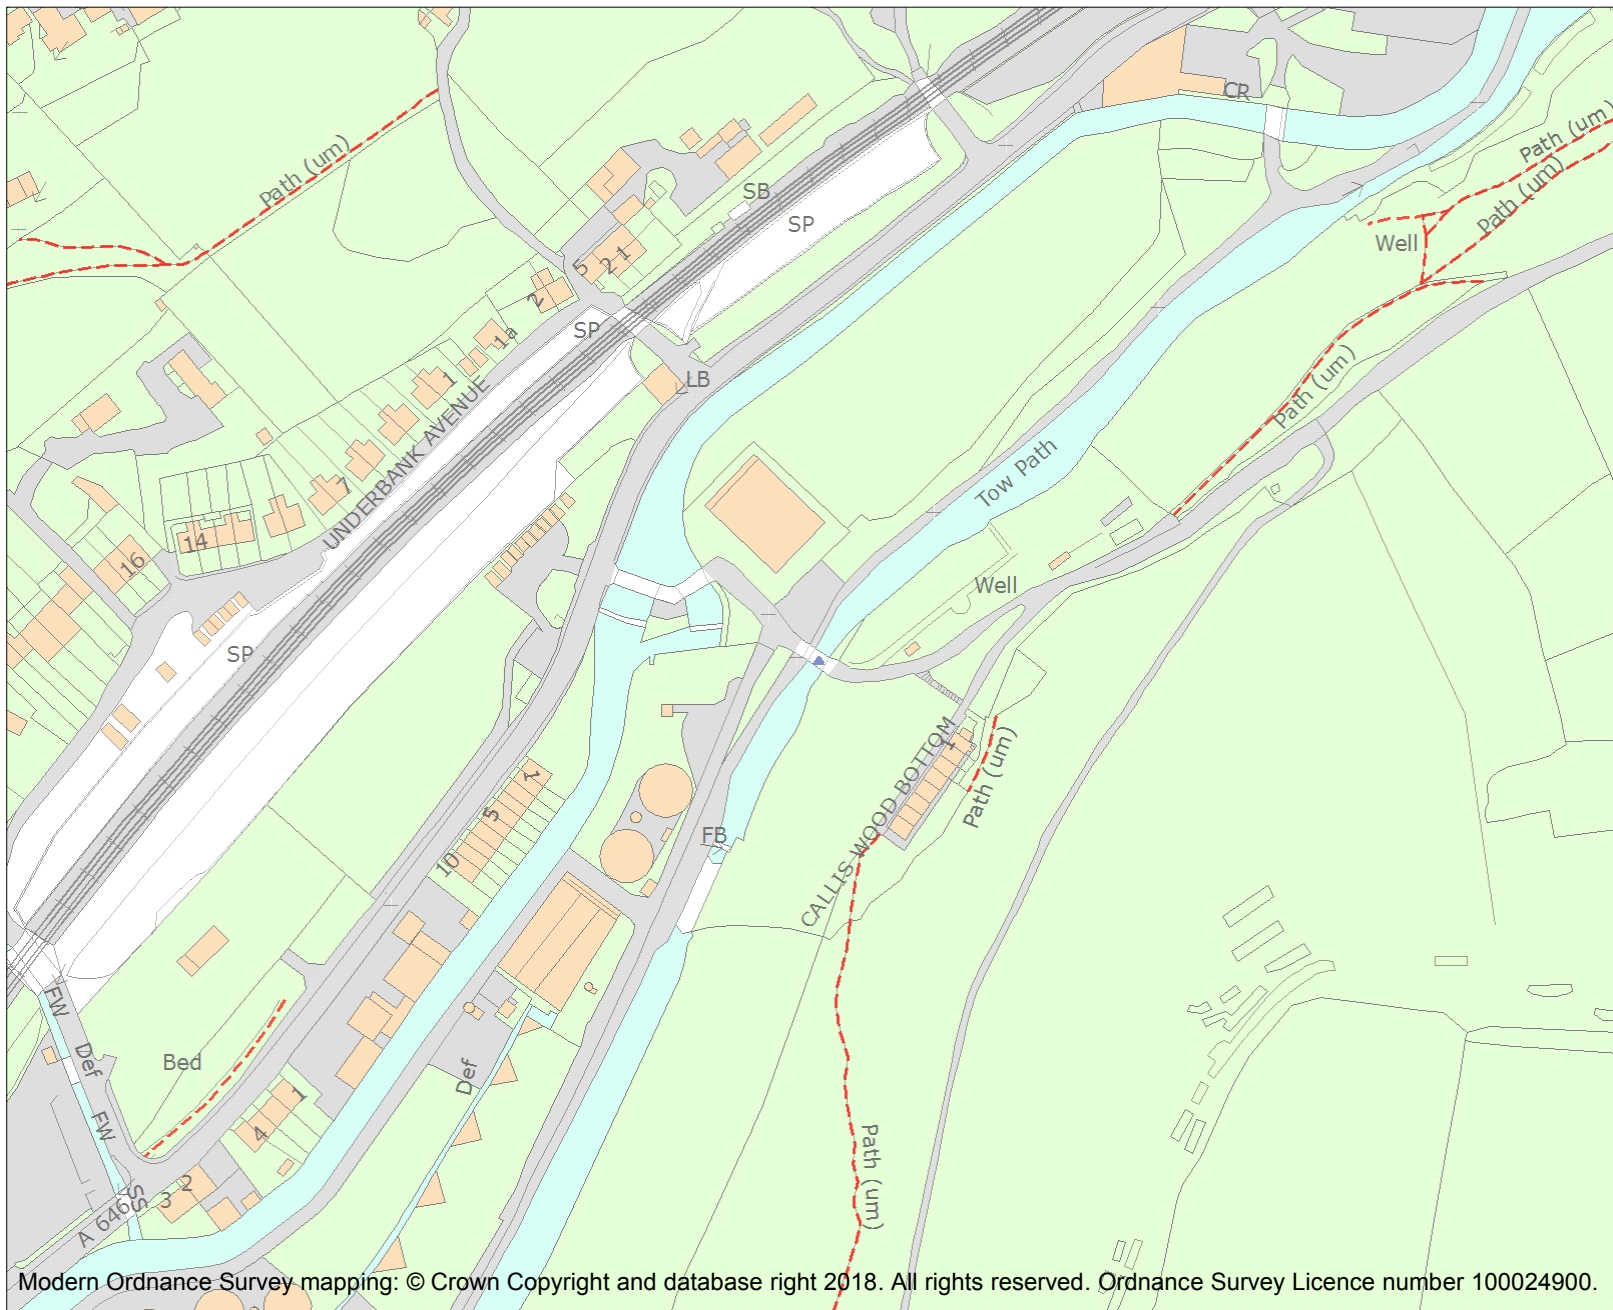 CR
Path (um)
Path (um)
Path (um)
SB
SP
Well
5
2 1
2
SP
1a
1
LB
Path (um)
UNDERBANK AVENUE
7
14
Tow Path
16
Well
SP
CALLIS WOOD BOTTOM
1
Path (um)
1
5
10
FB
FW
Def
Bed
Def
FW
1
4
Path (um)
SS
2
3
A 646
Modern Ordnance Survey mapping: © Crown Copyright and database right 2018. All rights reserved. Ordnance Survey Licence number 100024900.